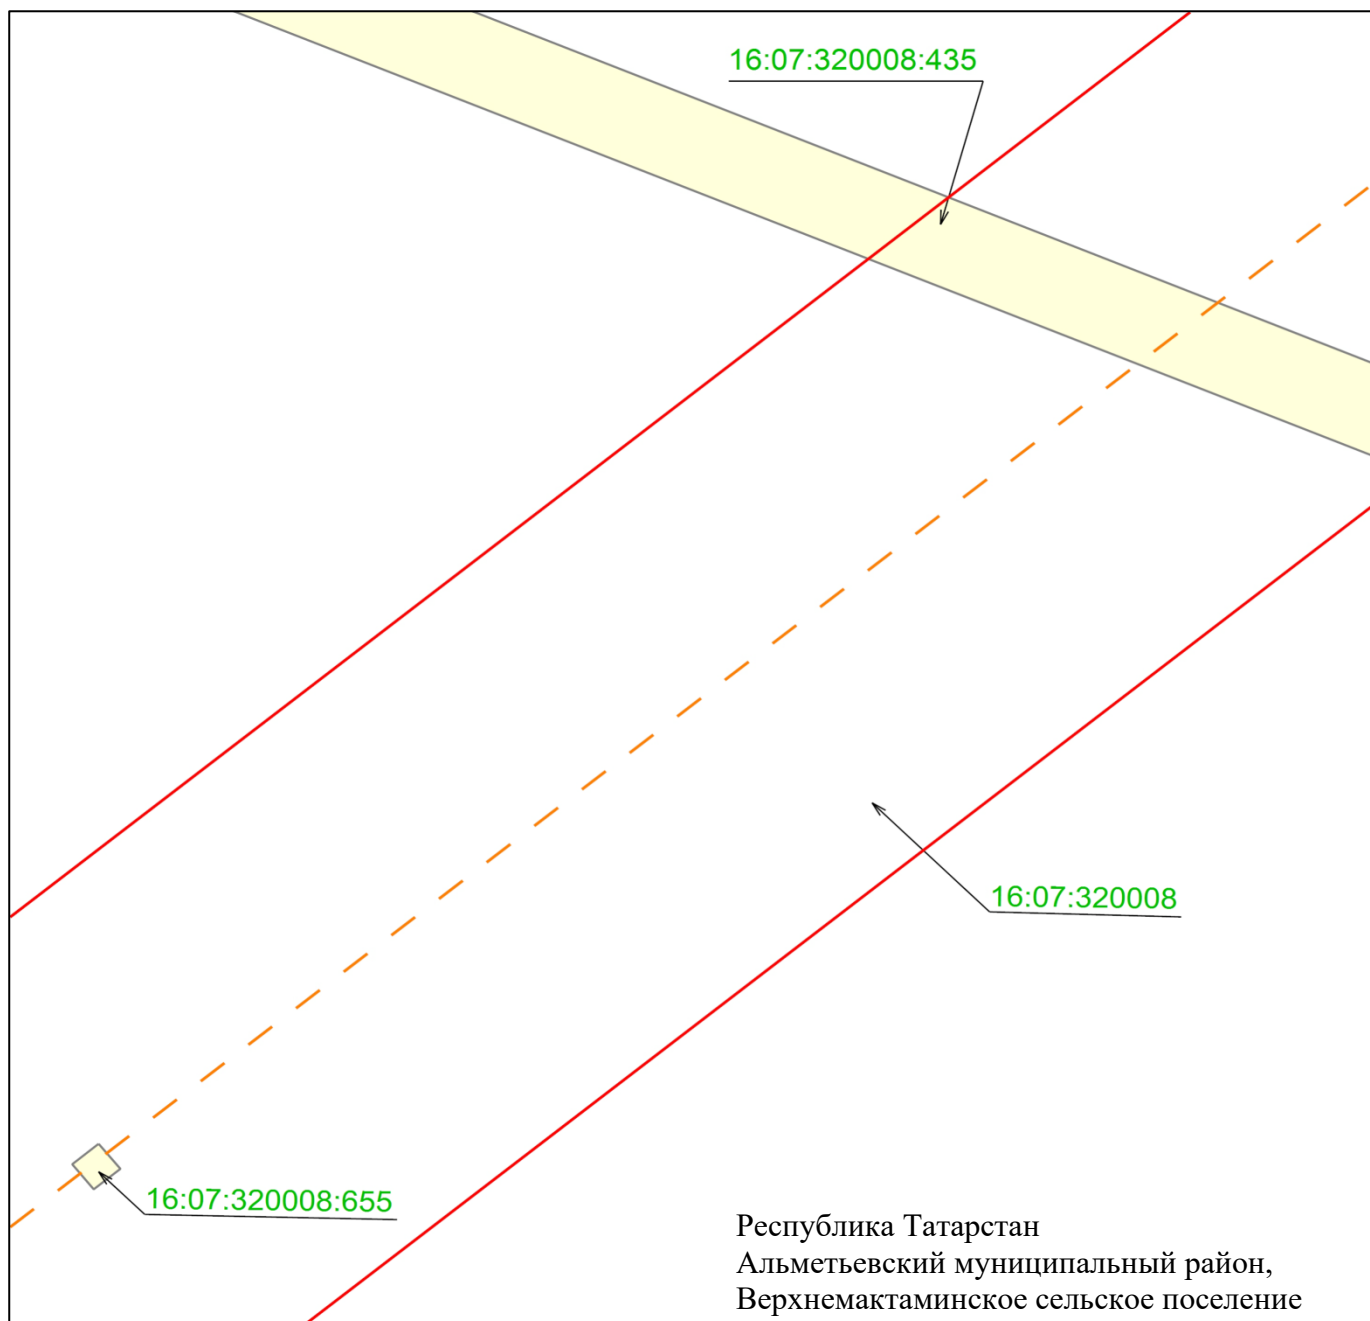 16:07:320008:435
16:07:320008
16:07:320008:655
Республика Татарстан
Альметьевский муниципальный район,
Верхнемактаминское сельское поселение